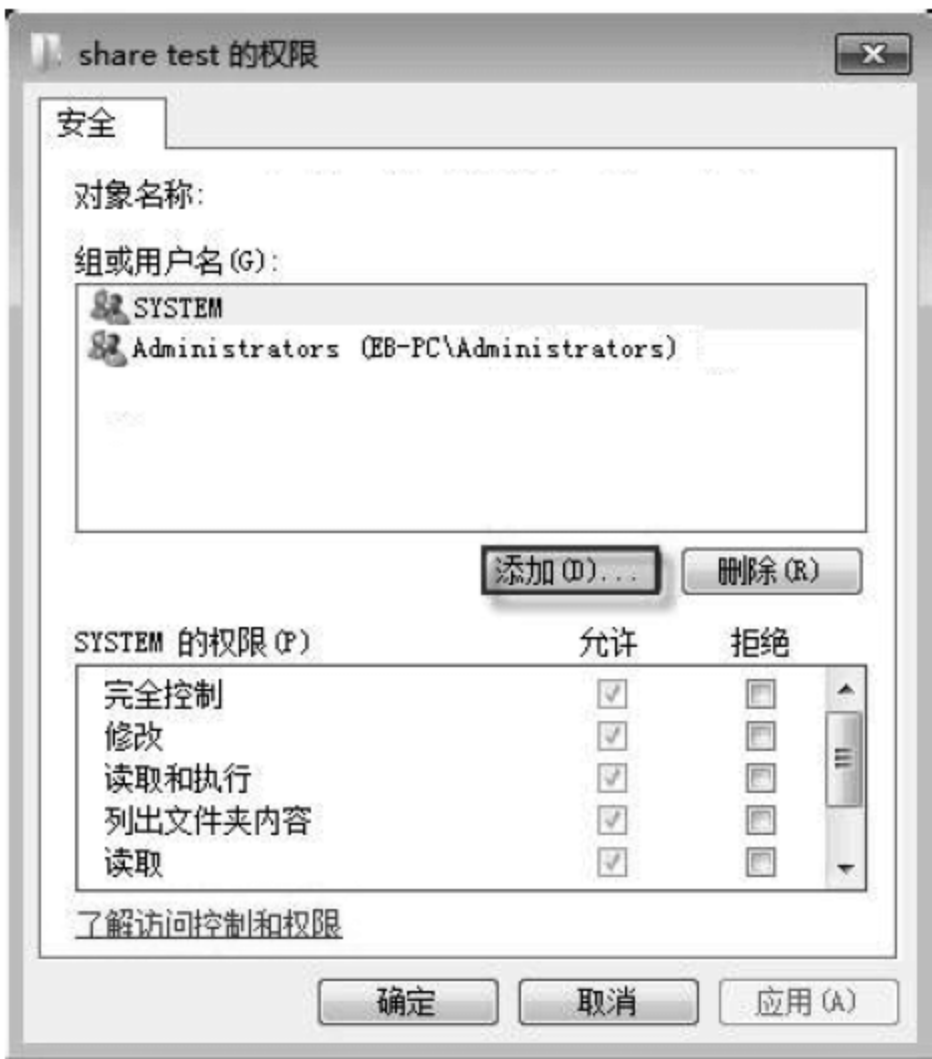 share test 的权限
安全
对象名称:
组或用户名(G):
SYSTEM
Administrators (EB-PC\Administrators)
添加(D)... 删除(R)
SYSTEM 的权限(P) 允许 拒绝
完全控制
修改
读取和执行
列出文件夹内容
读取
了解访问控制和权限
确定 取消 应用(A)